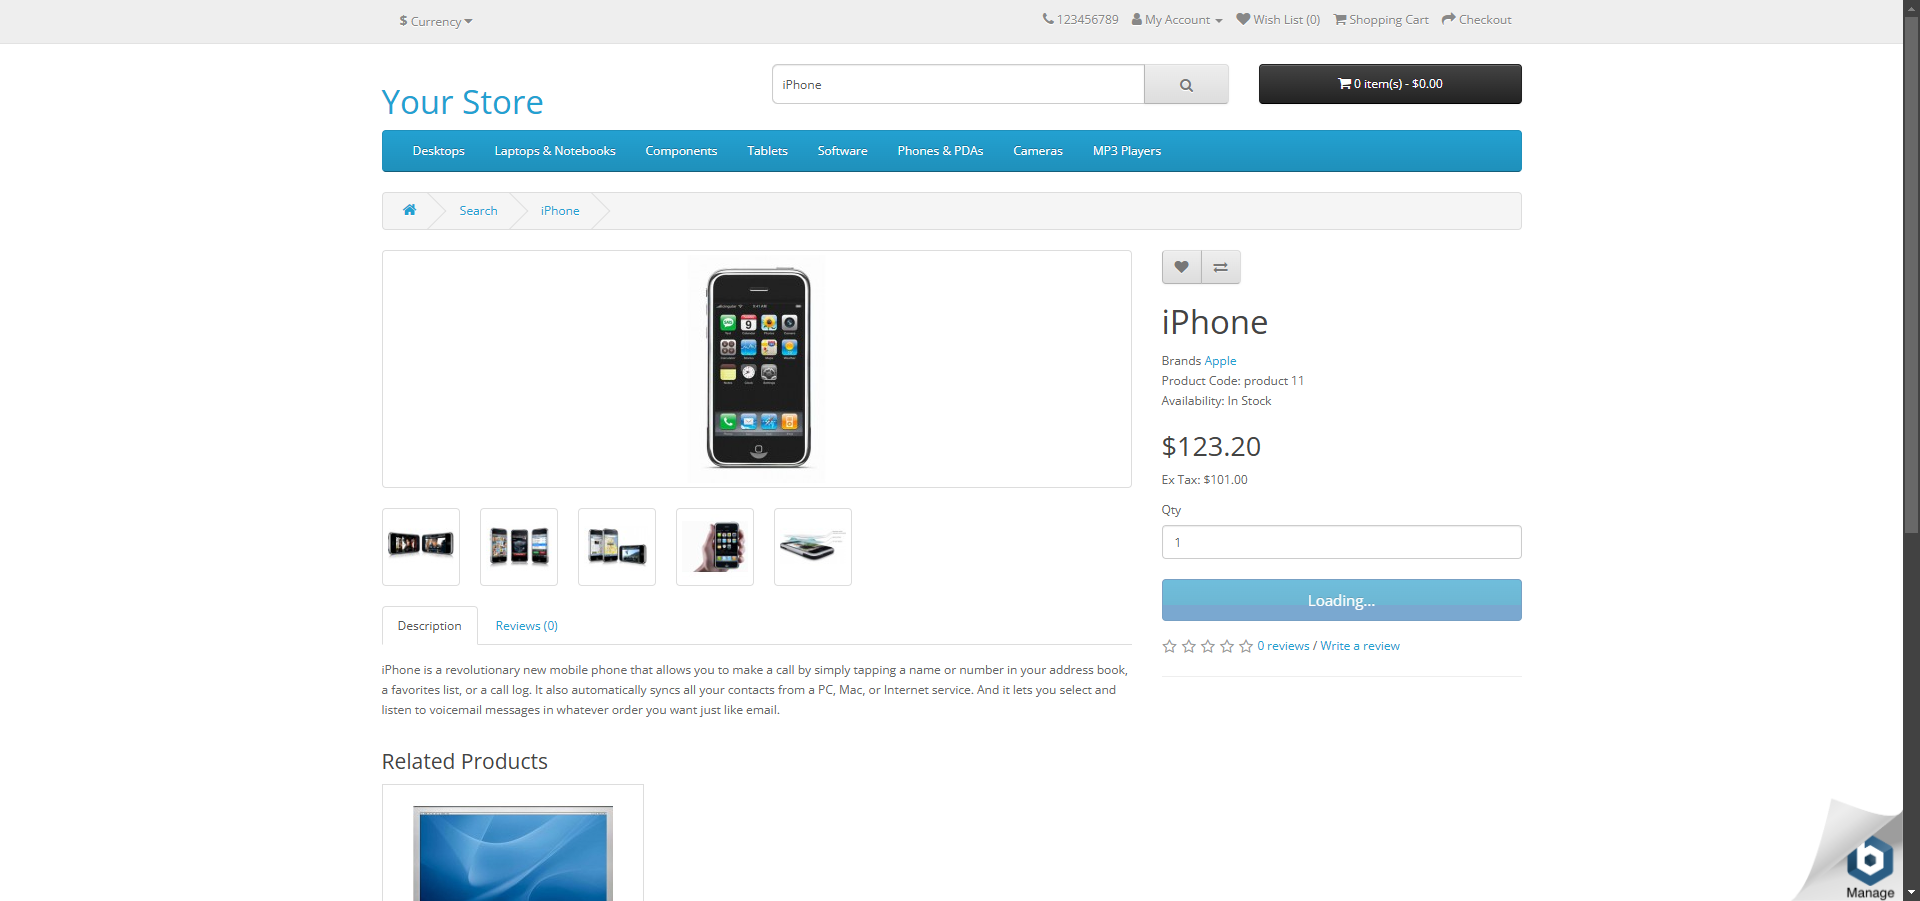 $ Currency
123456789 My Account Wish List (0) Shopping Cart Checkout
Your Store
iPhone
0 item(s) - $0.00
Desktops Laptops & Notebooks Components Tablets Software Phones & PDAs Cameras MP3 Players
Search iPhone
iPhone
Brands Apple
Product Code: product 11
Availability: In Stock
$123.20
Ex Tax: $101.00
Qty
1
Loading...
0 reviews / Write a review
Description Reviews (0)
iPhone is a revolutionary new mobile phone that allows you to make a call by simply tapping a name or number in your address book,
a favorites list, or a call log. It also automatically syncs all your contacts from a PC, Mac, or Internet service. And it lets you select and
listen to voicemail messages in whatever order you want just like email.
Related Products
Manage